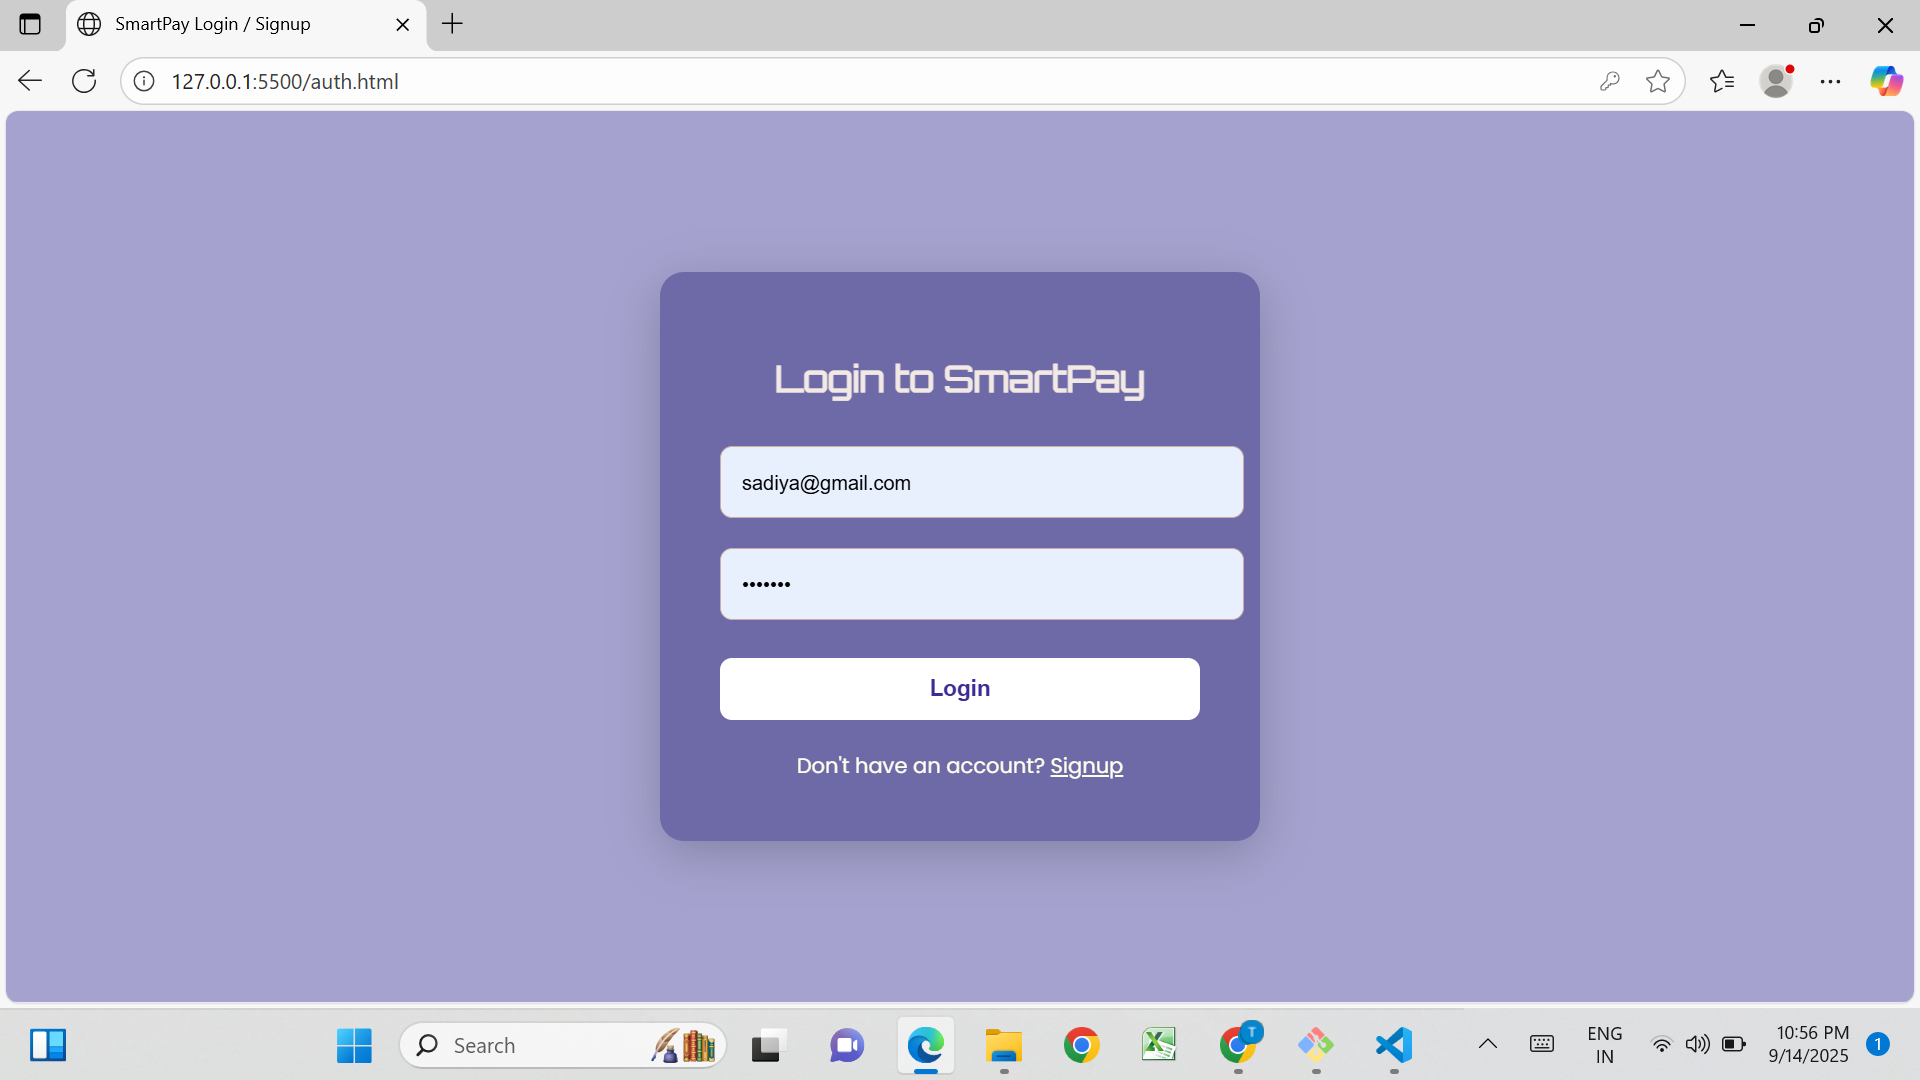 SmartPay Login / Signup
127.0.0.1:5500/auth.html
Login to SmartPay
sadiya@gmail.com
•••••••
Login
Don't have an account? Signup
Search
T
ENG
IN
10:56 PM
9/14/2025
1